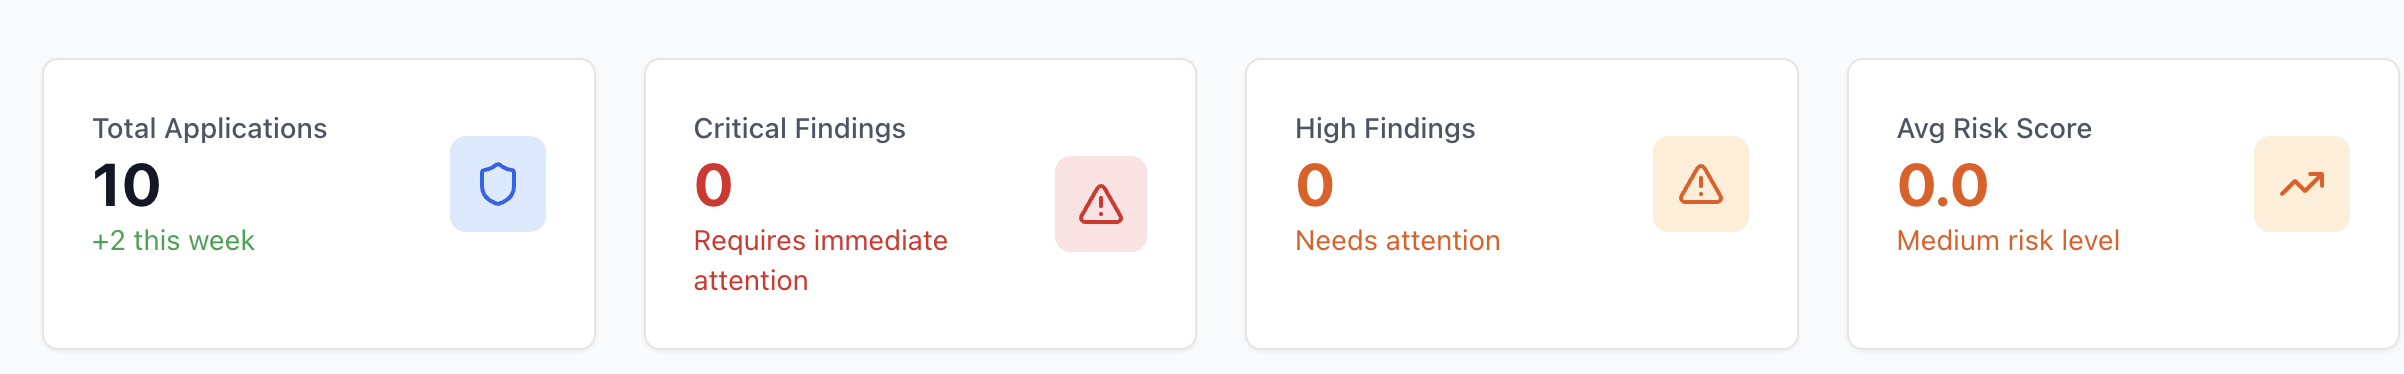 Total Applications
10
+2 this week
Critical Findings
0
Requires immediate
attention
High Findings
0
Needs attention
Avg Risk Score
0.0
Medium risk level